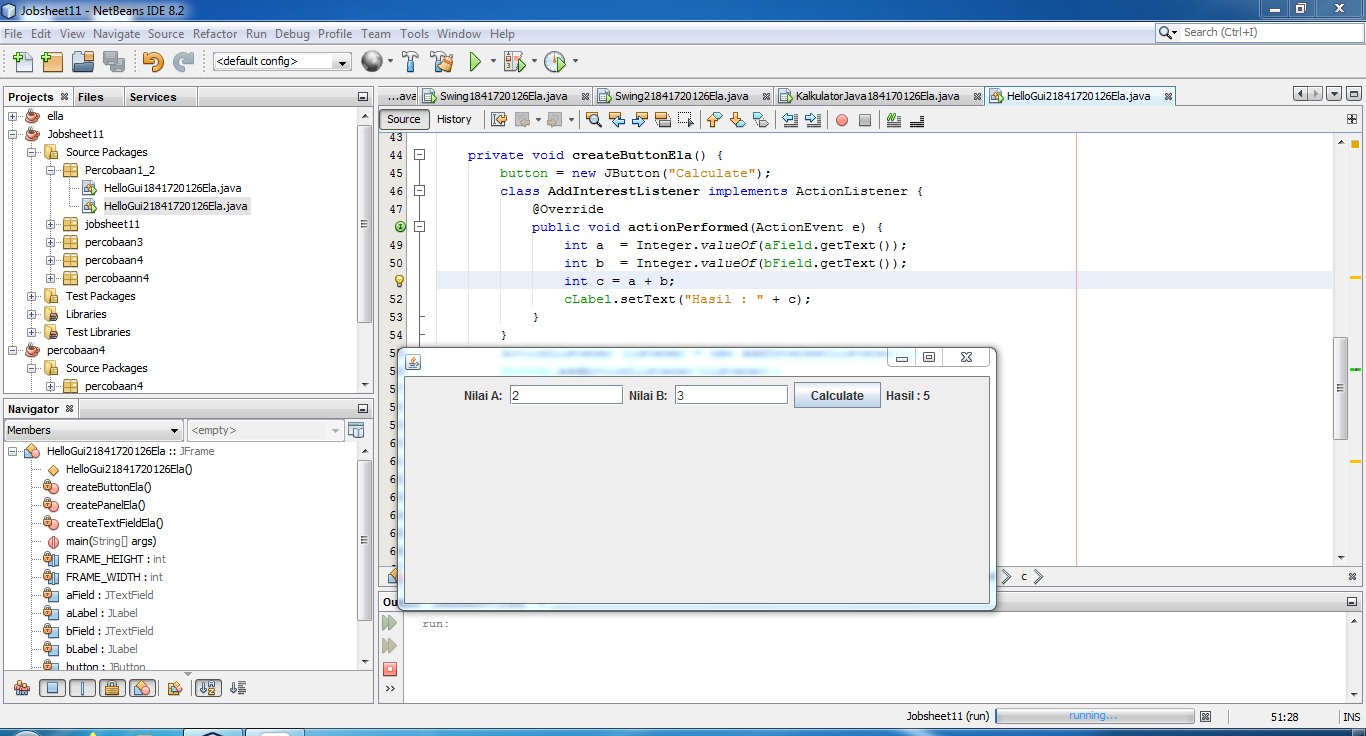 Jobsheet11 - NetBeans IDE 8.2
File Edit View Navigate Source Refactor Run Debug Profile Team Tools Window Help
Search (Ctrl+I)
<default config>
Projects Files Services
ella
Jobsheet11
Source Packages
Percobaan1_2
HelloGui1841720126Ela.java
HelloGui21841720126Ela.java
jobsheet11
percobaan3
percobaan4
percobaann4
Test Packages
Libraries
Test Libraries
percobaan4
Source Packages
percobaan4
Navigator
Members <empty>
HelloGui21841720126Ela :: JFrame
HelloGui21841720126Ela()
createButtonEla()
createPanelEla()
createTextFieldEla()
main(String[] args)
FRAME_HEIGHT : int
FRAME_WIDTH : int
aField : JTextField
aLabel : JLabel
bField : JTextField
bLabel : JLabel
button : JButton
...ava Swing1841720126Ela.java Swing21841720126Ela.java KalkulatorJava184170126Ela.java HelloGui21841720126Ela.java
Source History
43
44 private void createButtonEla() {
45 button = new JButton("Calculate");
46 class AddInterestListener implements ActionListener {
47 @Override
public void actionPerformed(ActionEvent e) {
49 int a  = Integer.valueOf(aField.getText());
50 int b  = Integer.valueOf(bField.getText());
int c = a + b;
52 cLabel.setText("Hasil : " + c);
53 }
54 }
Nilai A: 2 Nilai B: 3 Calculate Hasil : 5
c
run:
Jobsheet11 (run) running... 51:28 INS